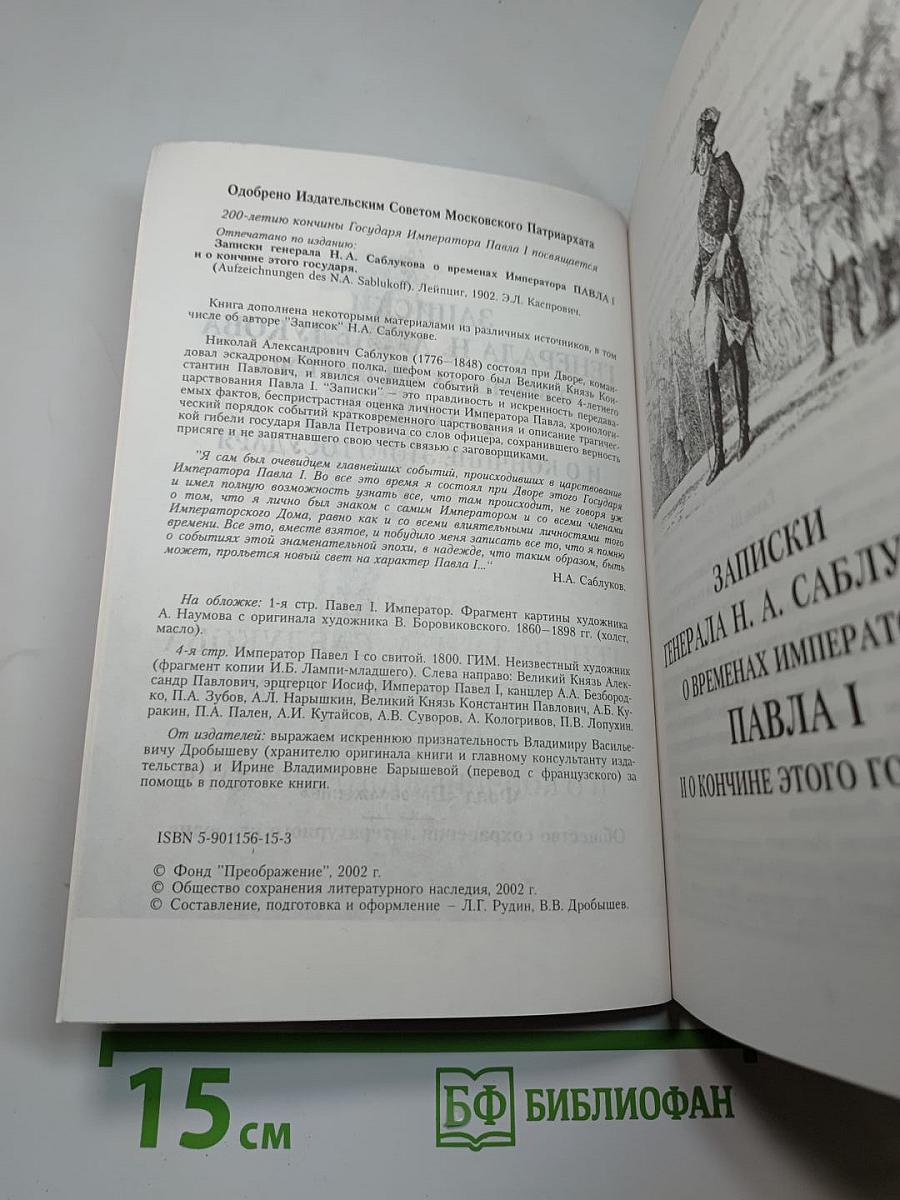 Одобрено Издательским Советом Московского Патриархата
200-летию кончины Государя Императора Павла I посвящается
Отпечатано по изданию:
Записки генерала Н. А. Саблукова о временах Императора ПАВЛА I
и о кончине этого государя.
(Aufzeichnungen des N.A. Sablukoff). Лейпциг, 1902. Э.Л. Каспрович.
Книга дополнена некоторыми материалами из различных источников, в том
числе об авторе "Записок" Н.А. Саблукове.
Николай Александрович Саблуков (1776—1848) состоял при Дворе, коман-
довал эскадроном Конного полка, шефом которого был Великий Князь Кон-
стантин Павлович, и явился очевидцем событий в течение всего 4-летнего
царствования Павла I. "Записки" – это правдивость и искренность передава-
емых фактов, беспристрастная оценка личности Императора Павла, хронологи-
ческий порядок событий кратковременного царствования и описание трагичес-
кой гибели государя Павла Петровича со слов офицера, сохранившего верность
присяге и не запятнавшего свою честь связью с заговорщиками.
"Я сам был очевидцем главнейших событий, происходивших в царствование
Императора Павла I. Во все это время я состоял при Дворе этого Государя
и имел полную возможность узнать все, что там происходит, не говоря уж
о том, что я лично был знаком с самим Императором и со всеми членами
Императорского Дома, равно как и со всеми влиятельными личностями того
времени. Все это, вместе взятое, и побудило меня записать все то, что я помню
о событиях этой знаменательной эпохи, в надежде, что таким образом, быть
может, прольется новый свет на характер Павла I..."
Н.А. Саблуков.
На обложке: 1-я стр. Павел I. Император. Фрагмент картины художника
А. Наумова с оригинала художника В. Боровиковского. 1860—1898 гг. (холст,
масло).
4-я стр. Император Павел I со свитой. 1800. ГИМ. Неизвестный художник
(фрагмент копии И.Б. Лампи-младшего). Слева направо: Великий Князь Алек-
сандр Павлович, эрцгерцог Иосиф, Император Павел I, канцлер А.А. Безбород-
ко, П.А. Зубов, А.Л. Нарышкин, Великий Князь Константин Павлович, А.Б. Ку-
ракин, П.А. Пален, А.И. Кутайсов, А.В. Суворов, А. Кологривов, П.В. Лопухин.
От издателей: выражаем искреннюю признательность Владимиру Василье-
вичу Дробышеву (хранителю оригинала книги и главному консультанту изда-
тельства) и Ирине Владимировне Барышевой (перевод с французского) за
помощь в подготовке книги.
ISBN 5-901156-15-3
© Фонд "Преображение", 2002 г.
© Общество сохранения литературного наследия, 2002 г.
© Составление, подготовка и оформление – Л.Г. Рудин, В.В. Дробышев.
ЗАПИСКИ
ГЕНЕРАЛА Н. А. САБЛУ
О ВРЕМЕНАХ ИМПЕРАТО
ПАВЛА I
И О КОНЧИНЕ ЭТОГО ГО
15 см
БФ БИБЛИОФАН